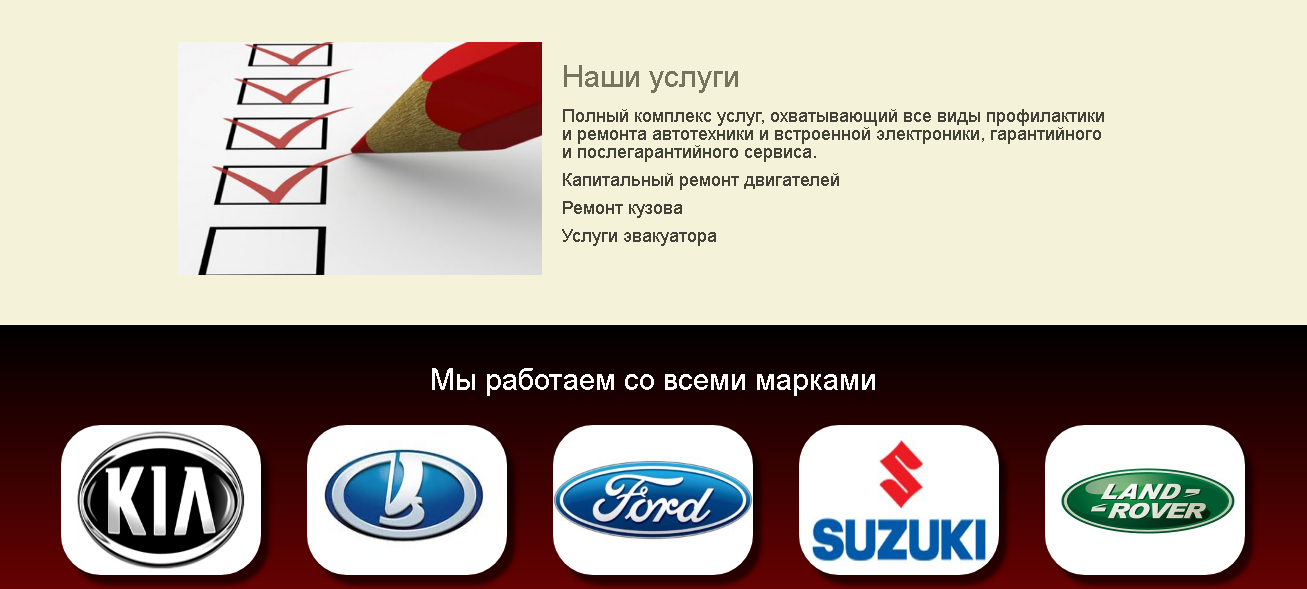 Наши услуги
Полный комплекс услуг, охватывающий все виды профилактики
и ремонта автотехники и встроенной электроники, гарантийного
и послегарантийного сервиса.
Капитальный ремонт двигателей
Ремонт кузова
Услуги эвакуатора
Мы работаем со всеми марками
KIA
Ford
SUZUKI
LAND-
-ROVER